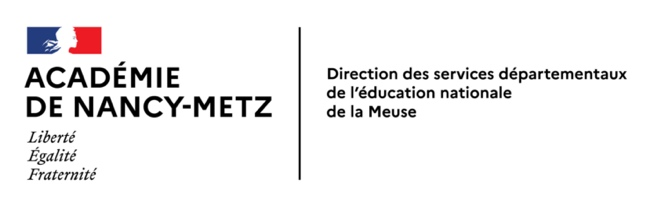 ACADÉMIE
DE NANCY-METZ
Liberté
Égalité
Fraternité
Direction des services départementaux
de l'éducation nationale
de la Meuse